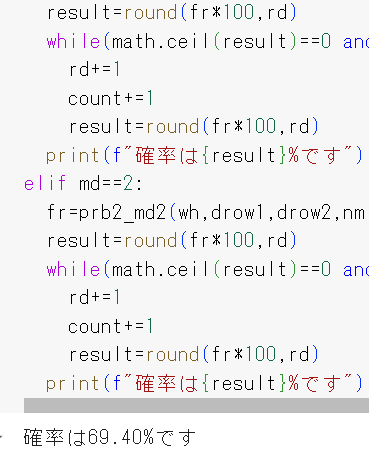 result=round(fr*100,rd)
while(math.ceil(result)==0 and
rd+=1
count+=1
result=round(fr*100,rd)
print(f"確率は{result}%です")
elif md==2:
fr=prb2_md2(wh,drow1,drow2,nm
result=round(fr*100,rd)
while(math.ceil(result)==0 and
rd+=1
count+=1
result=round(fr*100,rd)
print(f"確率は{result}%です")
確率は69.40%です